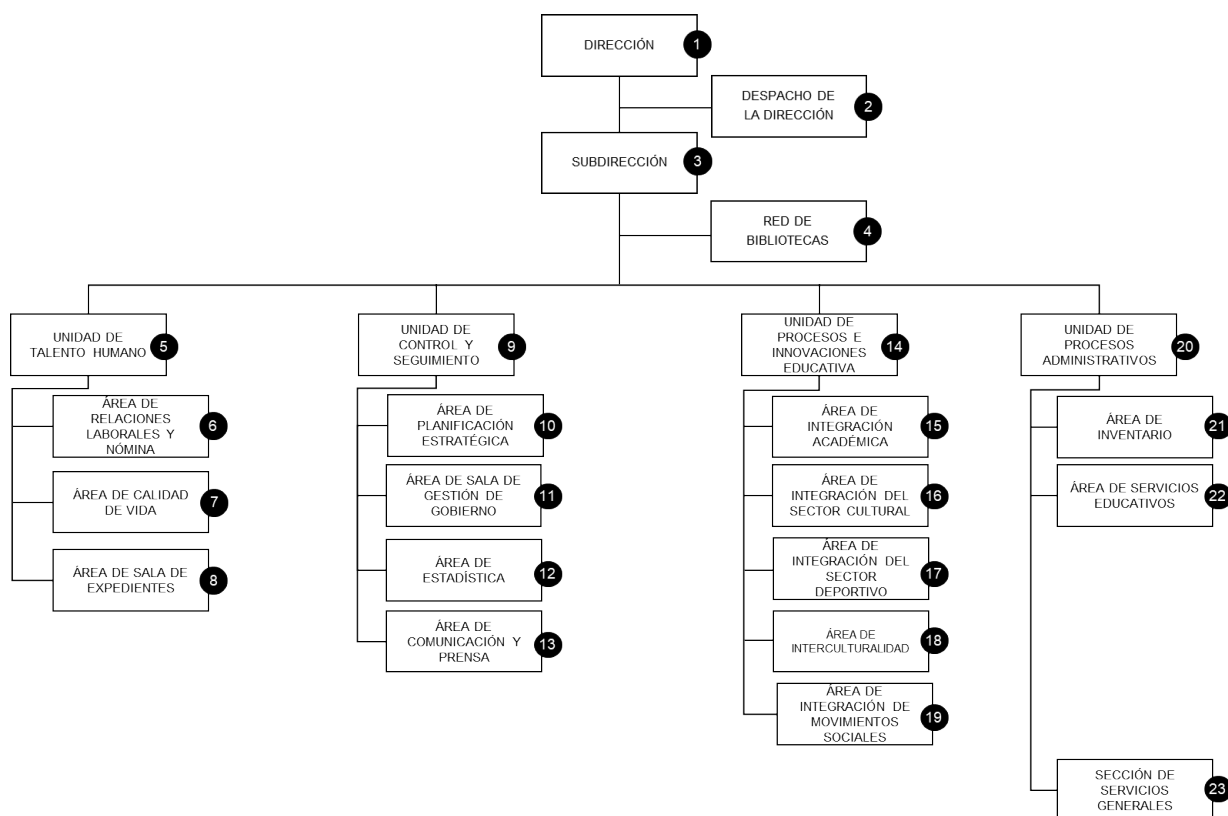 DIRECCIÓN
1
DESPACHO DE
LA DIRECCIÓN
2
SUBDIRECCIÓN
3
RED DE
BIBLIOTECAS
4
UNIDAD DE
TALENTO HUMANO
5
ÁREA DE
RELACIONES
LABORALES Y
NÓMINA
6
ÁREA DE CALIDAD
DE VIDA
7
ÁREA DE SALA DE
EXPEDIENTES
8
UNIDAD DE
CONTROL Y
SEGUIMIENTO
9
ÁREA DE
PLANIFICACIÓN
ESTRATÉGICA
10
ÁREA DE SALA DE
GESTIÓN DE
GOBIERNO
11
ÁREA DE
ESTADÍSTICA
12
ÁREA DE
COMUNICACIÓN Y
PRENSA
13
UNIDAD DE
PROCESOS E
INNOVACIONES
EDUCATIVA
14
ÁREA DE
INTEGRACIÓN
ACADÉMICA
15
ÁREA DE
INTEGRACIÓN DEL
SECTOR CULTURAL
16
ÁREA DE
INTEGRACIÓN DEL
SECTOR
DEPORTIVO
17
ÁREA DE
INTERCULTURALIDAD
18
ÁREA DE
INTEGRACIÓN DE
MOVIMIENTOS
SOCIALES
19
UNIDAD DE
PROCESOS
ADMINISTRATIVOS
20
ÁREA DE
INVENTARIO
21
ÁREA DE SERVICIOS
EDUCATIVOS
22
SECCIÓN DE
SERVICIOS
GENERALES
23